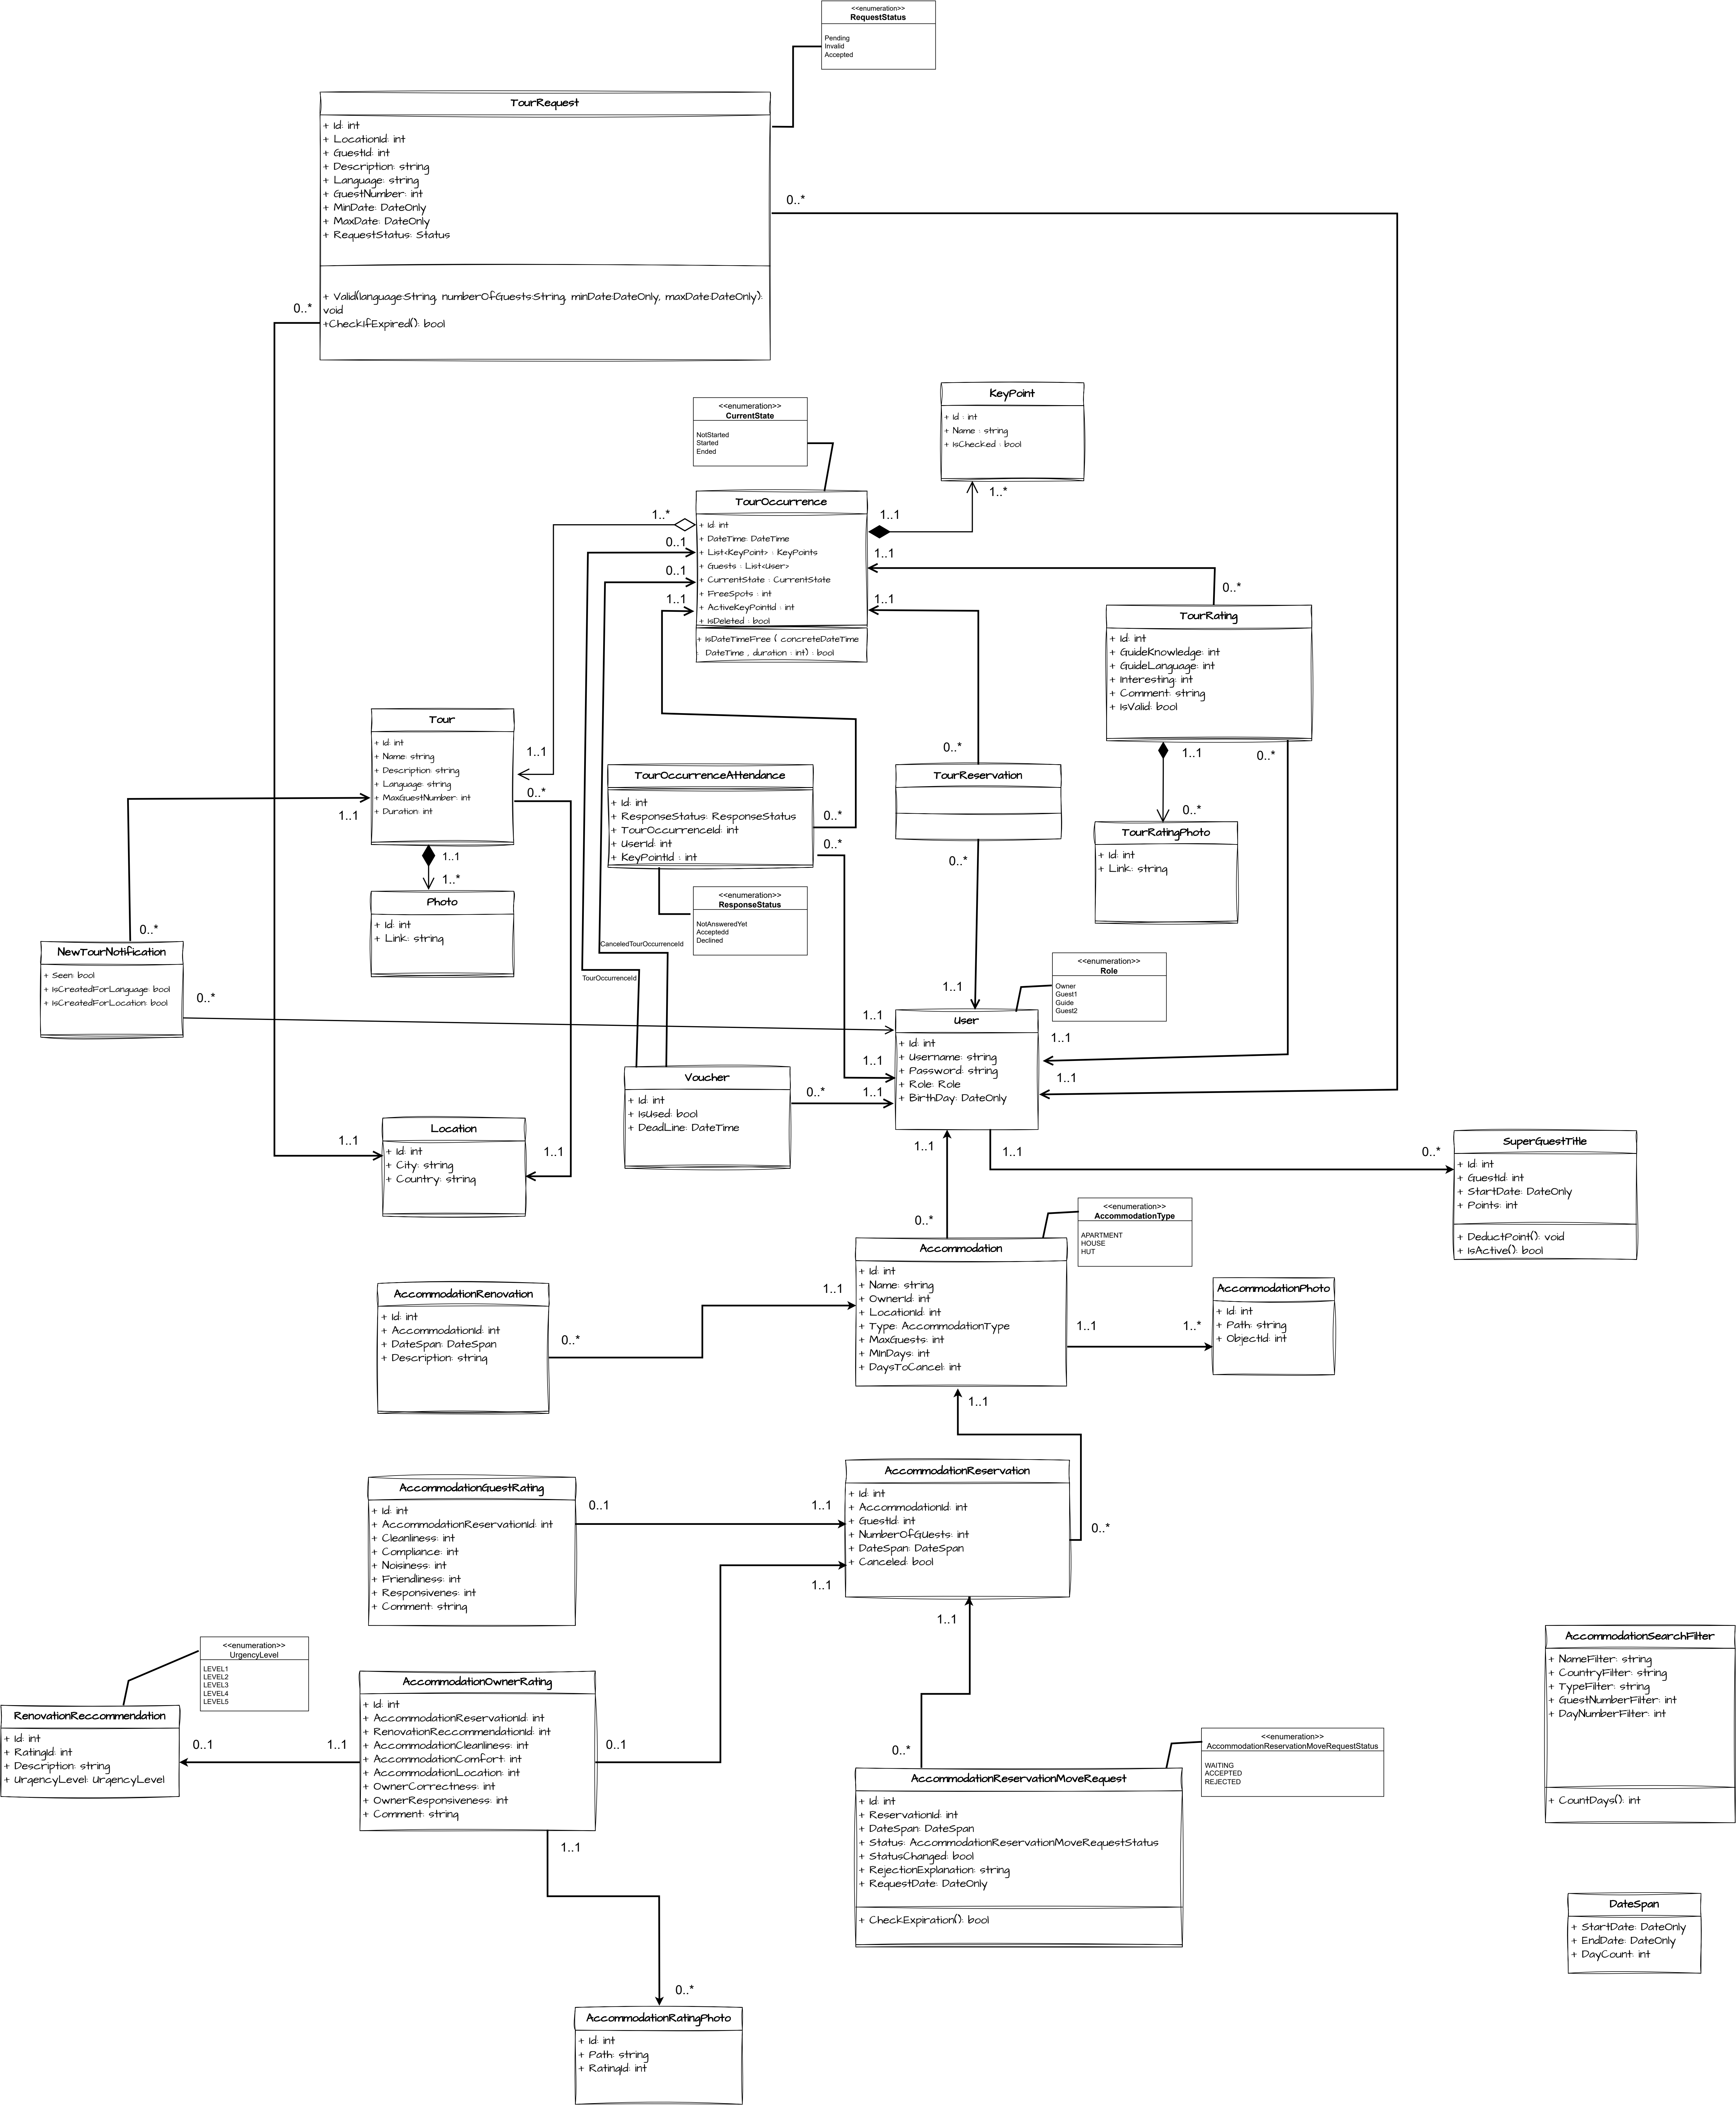 <<enumeration>>
RequestStatus
Pending
Invalid
Accepted
TourRequest
+ Id: int
+ LocationId: int
+ GuestId: int
+ Description: string
+ Language: string
+ GuestNumber: int
+ MinDate: DateOnly
+ MaxDate: DateOnly
+ RequestStatus: Status
+ Valid(language:String, numberOfGuests:String, minDate:DateOnly, maxDate:DateOnly):
void
+CheckIfExpired(): bool
0..*
0..*
<<enumeration>>
CurrentState
NotStarted
Started
Ended
KeyPoint
+ Id : int
+ Name : string
+ IsChecked : bool
1..*
TourOccurrence
+ Id: int
+ DateTime: DateTime
+ List<KeyPoint> : KeyPoints
+ Guests : List<User>
+ CurrentState : CurrentState
+ FreeSpots : int
+ ActiveKeyPointId : int
+ IsDeleted : bool
+ IsDateTimeFree ( concreteDateTime
: DateTime , duration : int) : bool
1..*
0..1
0..1
1..1
1..1
1..1
1..1
0..*
TourRating
+ Id: int
+ GuideKnowledge: int
+ GuideLanguage: int
+ Interesting: int
+ Comment: string
+ IsValid: bool
1..1
0..*
0..*
TourRatingPhoto
+ Id: int
+ Link: string
Tour
+ Id: int
+ Name: string
+ Description: string
+ Language: string
+ MaxGuestNumber: int
+ Duration: int
1..1
0..*
1..1
1..1
1..*
Photo
+ Id: int
+ Link: string
TourOccurrenceAttendance
+ Id: int
+ ResponseStatus: ResponseStatus
+ TourOccurrenceId: int
+ UserId: int
+ KeyPointId : int
0..*
0..*
0..*
TourReservation
0..*
<<enumeration>>
ResponseStatus
NotAnsweredYet
Acceptedd
Declined
CanceledTourOccurrenceId
TourOccurrenceId
0..*
NewTourNotification
+ Seen: bool
+ IsCreatedForLanguage: bool
+ IsCreatedForLocation: bool
0..*
<<enumeration>>
Role
Owner
Guest1
Guide
Guest2
1..1
1..1
1..1
1..1
1..1
1..1
User
+ Id: int
+ Username: string
+ Password: string
+ Role: Role
+ BirthDay: DateOnly
Voucher
+ Id: int
+ IsUsed: bool
+ DeadLine: DateTime
0..*
Location
+ Id: int
+ City: string
+ Country: string
1..1
1..1
1..1
1..1
0..*
SuperGuestTitle
+ Id: int
+ GuestId: int
+ StartDate: DateOnly
+ Points: int
+ DeductPoint(): void
+ IsActive(): bool
<<enumeration>>
AccommodationType
APARTMENT
HOUSE
HUT
0..*
Accommodation
+ Id: int
+ Name: string
+ OwnerId: int
+ LocationId: int
+ Type: AccommodationType
+ MaxGuests: int
+ MinDays: int
+ DaysToCancel: int
1..1
1..1
1..*
AccommodationPhoto
+ Id: int
+ Path: string
+ ObjectId: int
AccommodationRenovation
+ Id: int
+ AccommodationId: int
+ DateSpan: DateSpan
+ Description: string
0..*
1..1
AccommodationReservation
+ Id: int
+ AccommodationId: int
+ GuestId: int
+ NumberOfGUests: int
+ DateSpan: DateSpan
+ Canceled: bool
0..*
AccommodationGuestRating
+ Id: int
+ AccommodationReservationId: int
+ Cleanliness: int
+ Compliance: int
+ Noisiness: int
+ Friendliness: int
+ Responsivenes: int
+ Comment: string
0..1
1..1
1..1
1..1
<<enumeration>>
UrgencyLevel
LEVEL1
LEVEL2
LEVEL3
LEVEL4
LEVEL5
RenovationReccommendation
+ Id: int
+ RatingId: int
+ Description: string
+ UrgencyLevel: UrgencyLevel
0..1
1..1
AccommodationOwnerRating
+ Id: int
+ AccommodationReservationId: int
+ RenovationReccommendationId: int
+ AccommodationCleanliness: int
+ AccommodationComfort: int
+ AccommodationLocation: int
+ OwnerCorrectness: int
+ OwnerResponsiveness: int
+ Comment: string
0..1
1..1
0..*
AccommodationReservationMoveRequest
+ Id: int
+ ReservationId: int
+ DateSpan: DateSpan
+ Status: AccommodationReservationMoveRequestStatus
+ StatusChanged: bool
+ RejectionExplanation: string
+ RequestDate: DateOnly
+ CheckExpiration(): bool
<<enumeration>>
AccommodationReservationMoveRequestStatus
WAITING
ACCEPTED
REJECTED
AccommodationSearchFilter
+ NameFilter: string
+ CountryFilter: string
+ TypeFilter: string
+ GuestNumberFilter: int
+ DayNumberFilter: int
+ CountDays(): int
DateSpan
+ StartDate: DateOnly
+ EndDate: DateOnly
+ DayCount: int
0..*
AccommodationRatingPhoto
+ Id: int
+ Path: string
+ RatingId: int